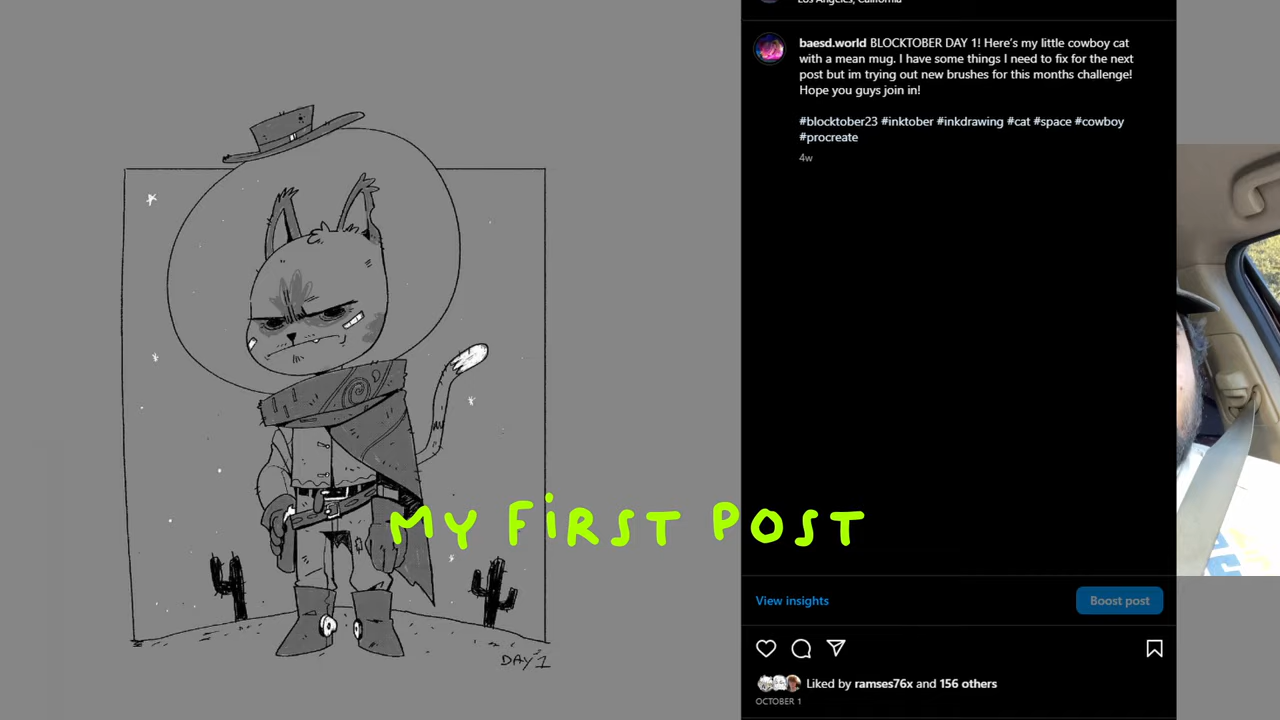 Los Angeles, California
baesd.world BLOCKTOBER DAY 1! Here's my little cowboy cat
with a mean mug. I have some things I need to fix for the next
post but im trying out new brushes for this months challenge!
Hope you guys join in!
#blocktober23 #inktober #inkdrawing #cat #space #cowboy
#procreate
4w
MY FIRST POST
DAY 1
View insights
Boost post
Liked by ramses76x and 156 others
OCTOBER 1